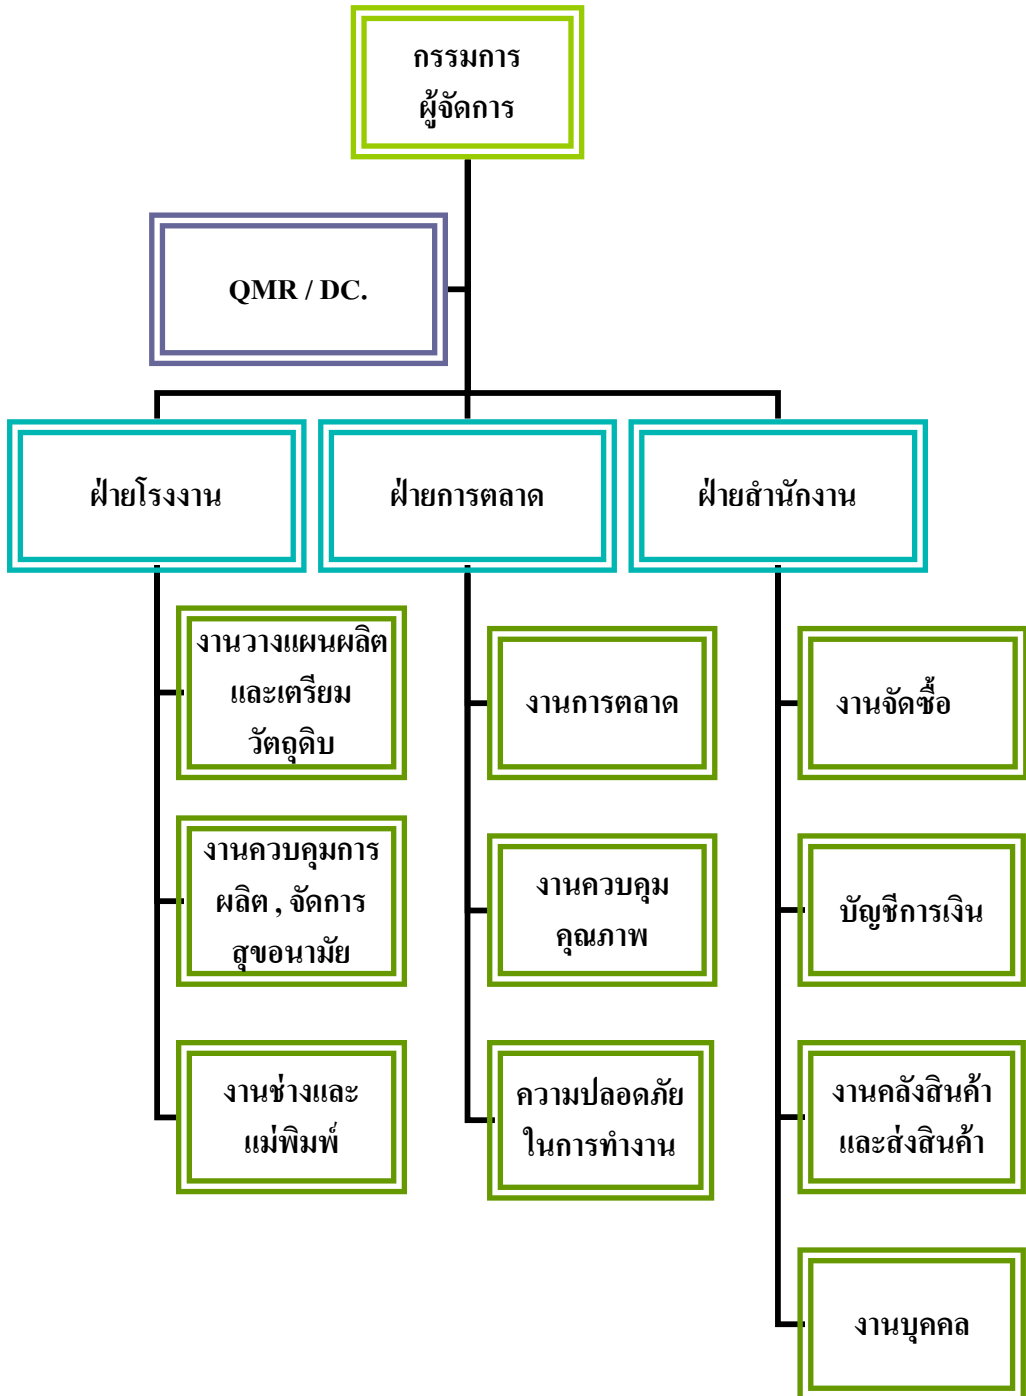 กรรมการ
ผู้จัดการ
QMR / DC.
ฝ่ายโรงงาน
ฝ่ายการตลาด
ฝ่ายสำนักงาน
งานวางแผนผลิต
และเตรียม
วัตถุดิบ
งานควบคุมการ
ผลิต , จัดการ
สุขอนามัย
งานช่างและ
แม่พิมพ์
งานการตลาด
งานควบคุม
คุณภาพ
ความปลอดภัย
ในการทำงาน
งานจัดซื้อ
บัญชีการเงิน
งานคลังสินค้า
และส่งสินค้า
งานบุคคล